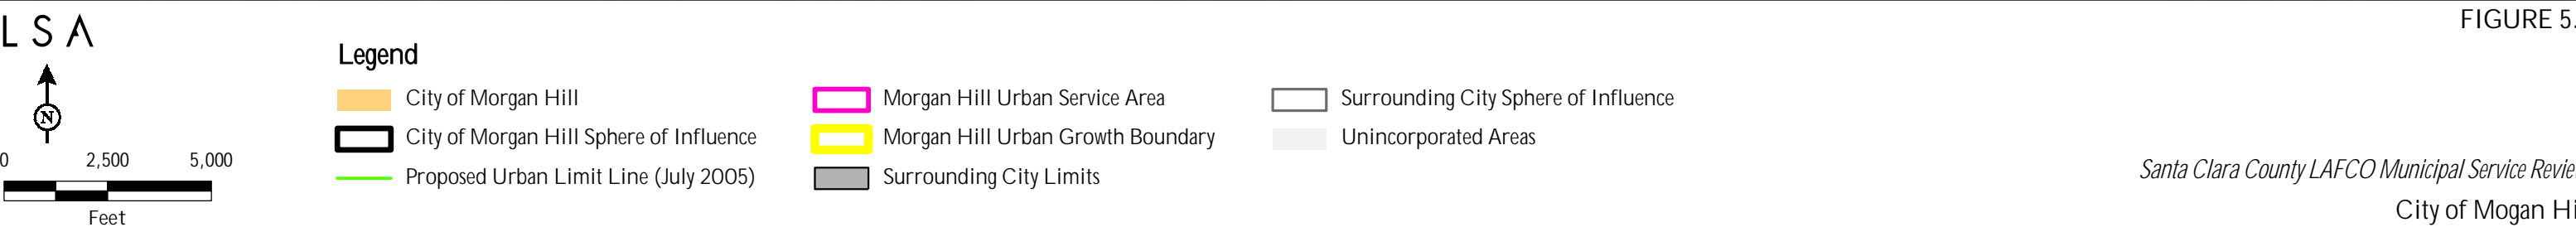 LSA
N
0 2,500 5,000
Feet
Legend
City of Morgan Hill
City of Morgan Hill Sphere of Influence
Proposed Urban Limit Line (July 2005)
Morgan Hill Urban Service Area
Morgan Hill Urban Growth Boundary
Surrounding City Limits
Surrounding City Sphere of Influence
Unincorporated Areas
FIGURE 5.
Santa Clara County LAFCO Municipal Service Revie
City of Mogan Hi